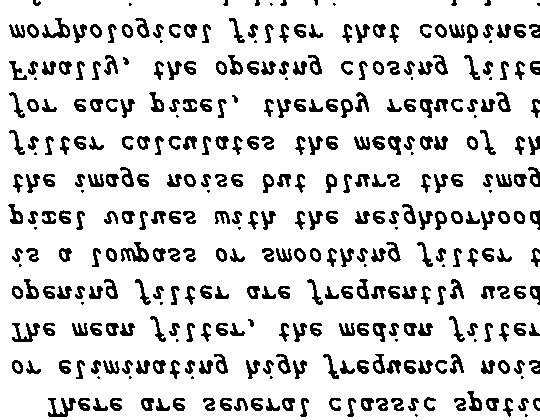 There are several classic spati
or eliminating high frequency nois
The mean filter, the median filter
opening filter are frequently used
is a lowpass or smoothing filter t
pixel values with the neighborhood
the image noise but blurs the imag
filter calculates the median of th
for each pixel, thereby reducing t
Finally, the opening closing filte
morphological filter that combines